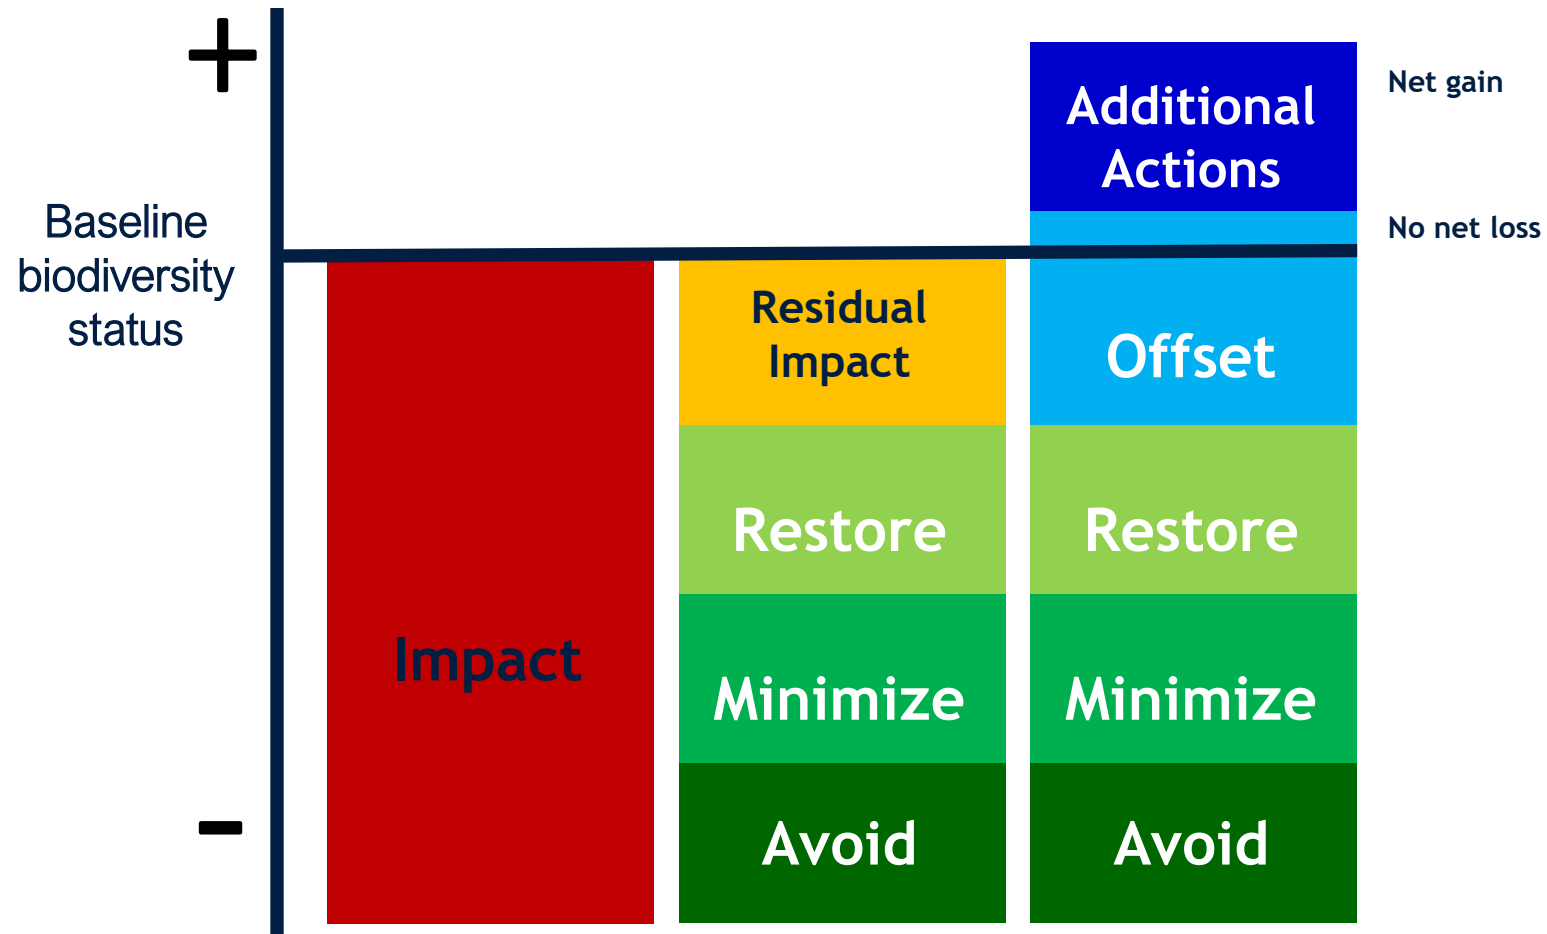 +
Baseline
biodiversity
status
-
Impact
Residual
Impact
Restore
Minimize
Avoid
Additional
Actions
Offset
Restore
Minimize
Avoid
Net gain
No net loss